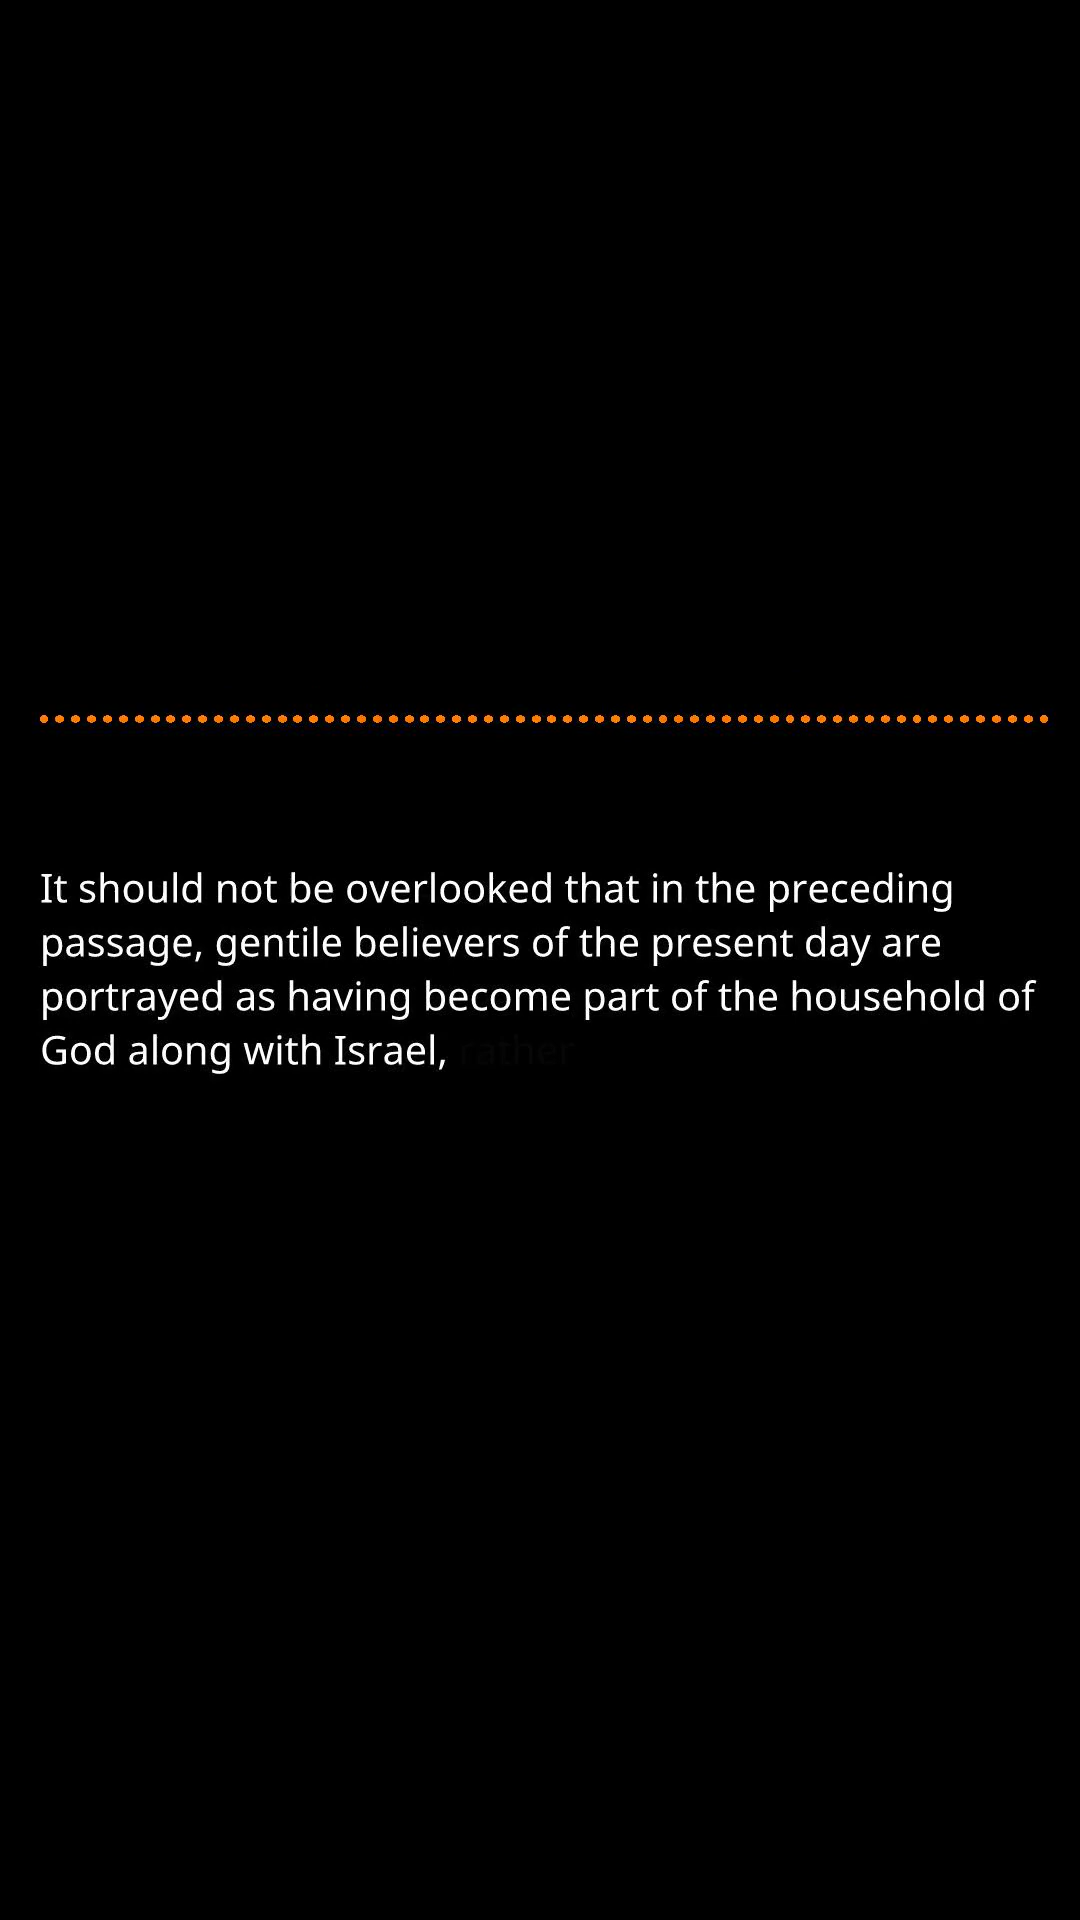 It should not be overlooked that in the preceding
passage, gentile believers of the present day are
portrayed as having become part of the household of
God along with Israel, rather